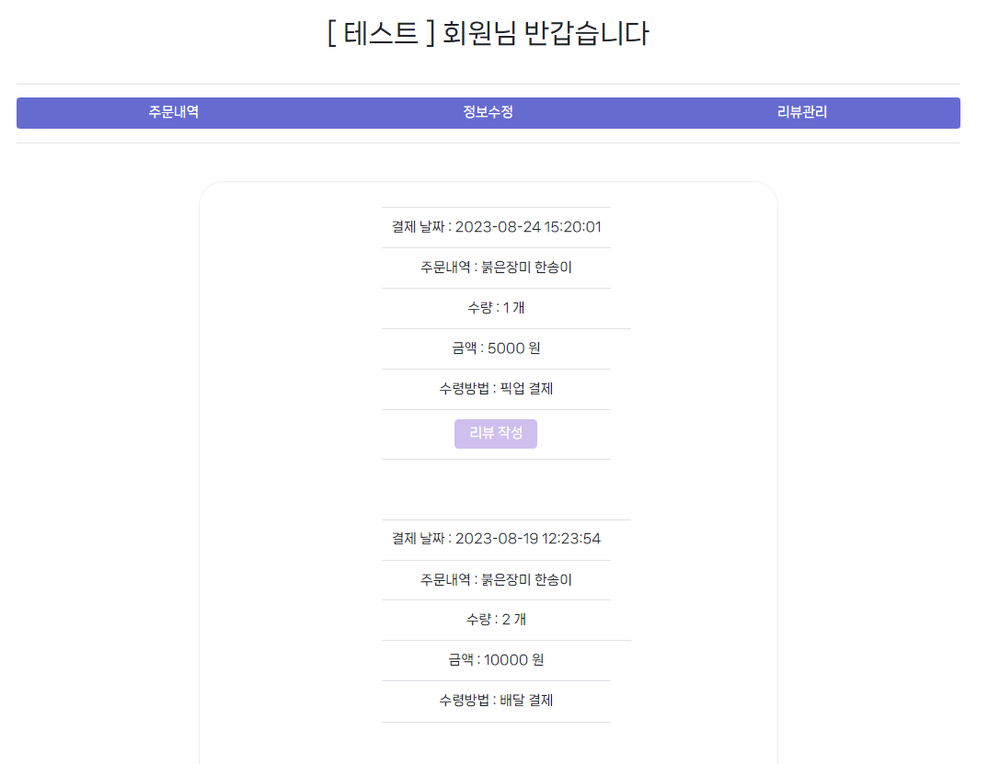 [ 테스트 ] 회원님 반갑습니다
주문내역 정보수정 리뷰관리
결제 날짜 : 2023-08-24 15:20:01
주문내역 : 붉은장미 한송이
수량 : 1 개
금액 : 5000 원
수령방법 : 픽업 결제
리뷰 작성
결제 날짜 : 2023-08-19 12:23:54
주문내역 : 붉은장미 한송이
수량 : 2 개
금액 : 10000 원
수령방법 : 배달 결제